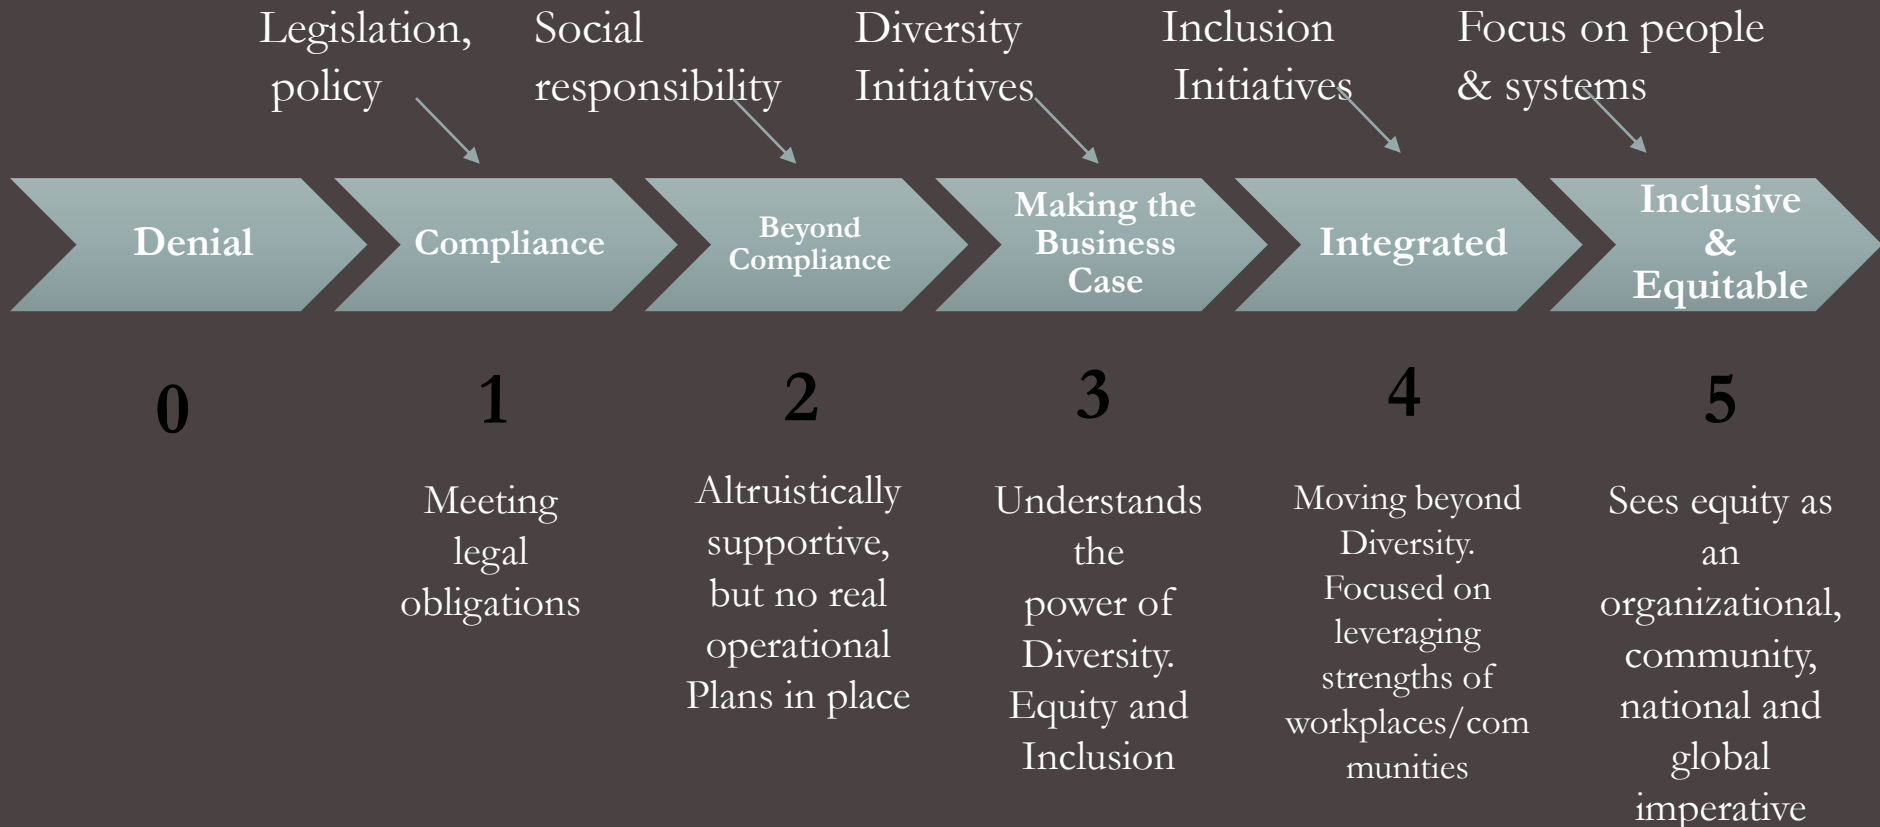 Legislation,
policy
Social
responsibility
Diversity
Initiatives
Inclusion
Initiatives
Focus on people
& systems
Denial
Compliance
Beyond
Compliance
Making the
Business
Case
Integrated
Inclusive
&
Equitable
0
1
2
3
4
5
Meeting
legal
obligations
Altruistically
supportive,
but no real
operational
Plans in place
Understands
the
power of
Diversity.
Equity and
Inclusion
Moving beyond
Diversity.
Focused on
leveraging
strengths of
workplaces/com
munities
Sees equity as
an
organizational,
community,
national and
global
imperative